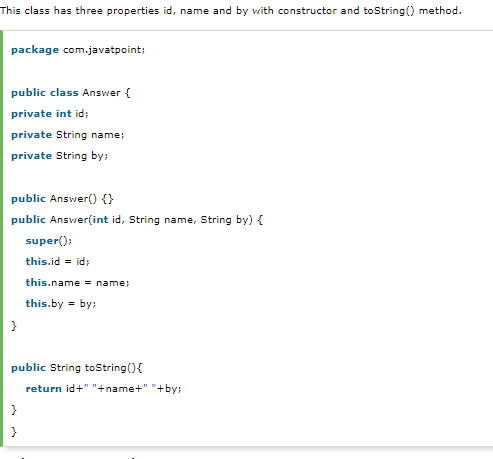 This class has three properties id, name and by with constructor and toString() method.
package com.javatpoint;
public class Answer {
private int id;
private String name;
private String by;
public Answer() {}
public Answer(int id, String name, String by) {
super();
this.id = id;
this.name = name;
this.by = by;
}
public String toString(){
return id+" "+name+" "+by;
}
}